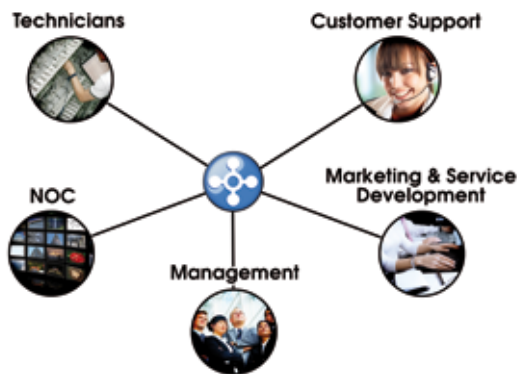 Technicians
Customer Support
NOC
Marketing & Service
Development
Management